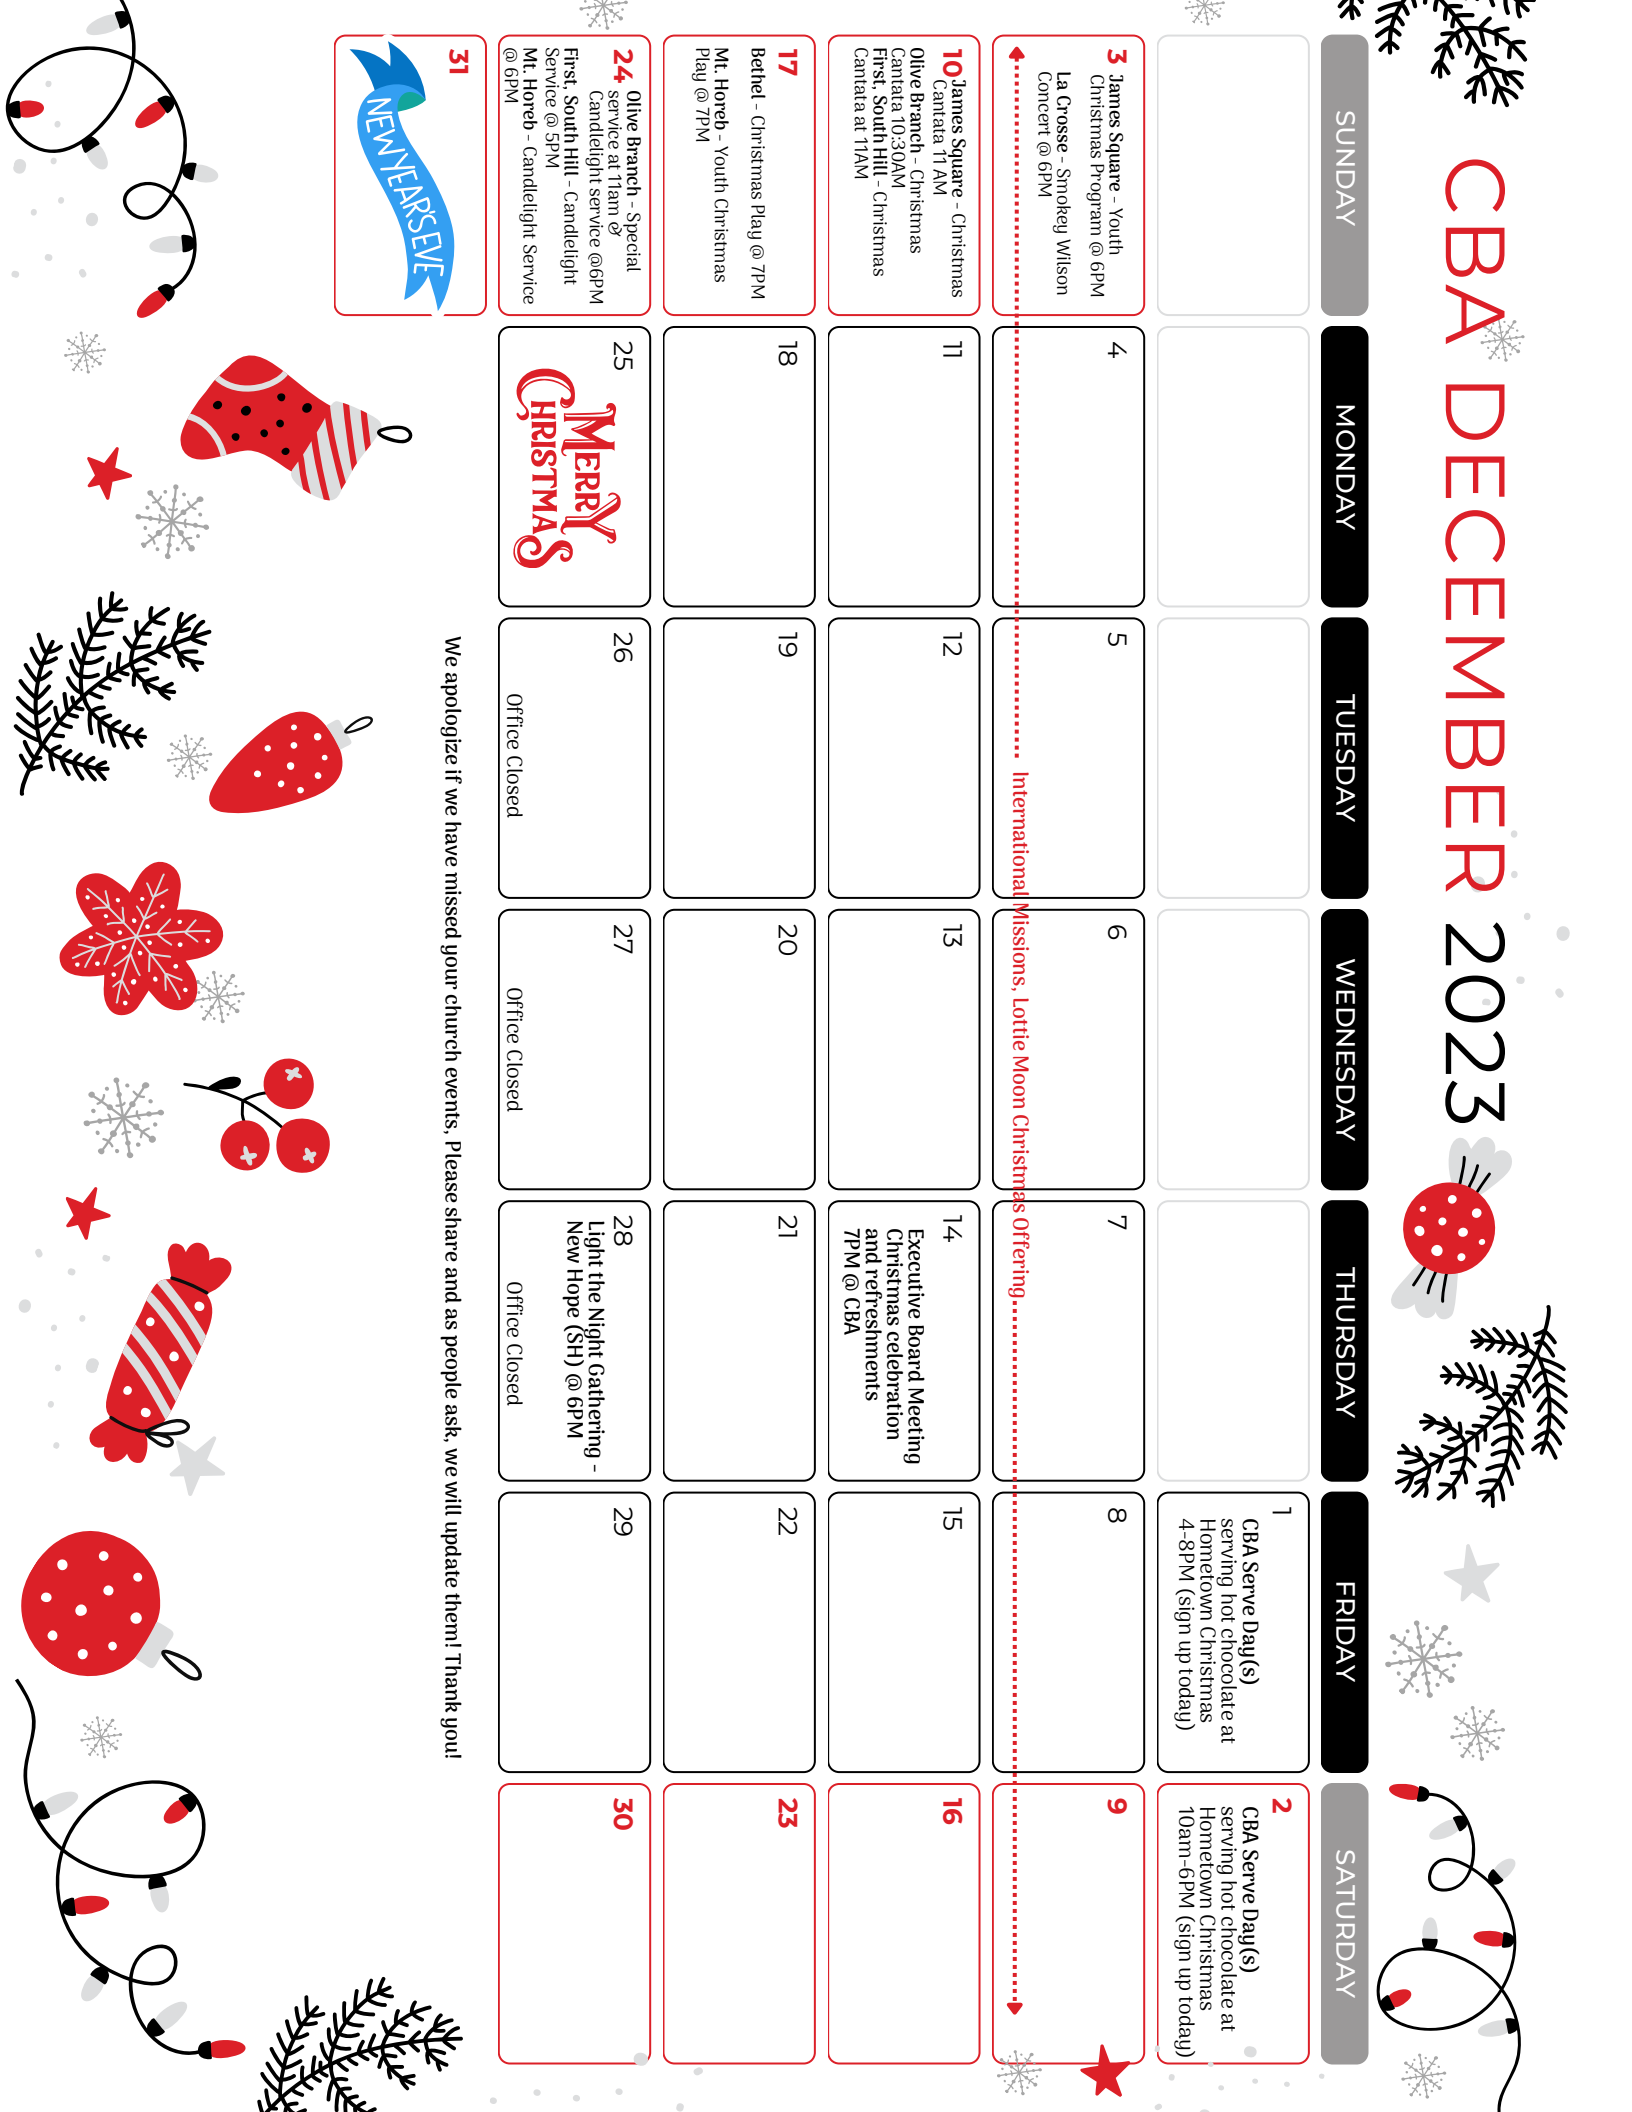 CBA DECEMBER 2023
SUNDAY
MONDAY
TUESDAY
WEDNESDAY
THURSDAY
FRIDAY
SATURDAY
1
CBA Serve Day(s)
serving hot chocolate at
Hometown Christmas
4-8PM (sign up today)
2
CBA Serve Day(s)
serving hot chocolate at
Hometown Christmas
10am-6PM (sign up today)
3 James Square - Youth
Christmas Program @ 6PM
La Crosse - Smokey Wilson
Concert @ 6PM
4
5
6
7
8
9
International Missions, Lottie Moon Christmas Offering
10 James Square - Christmas
Cantata 11 AM
Olive Branch - Christmas
Cantata 10:30AM
First, South Hill - Christmas
Cantata at 11AM
11
12
13
14
Executive Board Meeting
Christmas celebration
and refreshments
7PM @ CBA
15
16
17
Bethel - Christmas Play @ 7PM
Mt. Horeb - Youth Christmas
Play @ 7PM
18
19
20
21
22
23
24 Olive Branch - Special
service at 11am &
Candlelight service @6PM
First, South Hill - Candlelight
Service @ 5PM
Mt. Horeb - Candlelight Service
@ 6PM
25
MERRY
CHRISTMAS
26
Office Closed
27
Office Closed
28
Light the Night Gathering -
New Hope (SH) @ 6PM
Office Closed
29
30
31
NEW YEAR'S EVE
We apologize if we have missed your church events, Please share and as people ask, we will update them! Thank you!